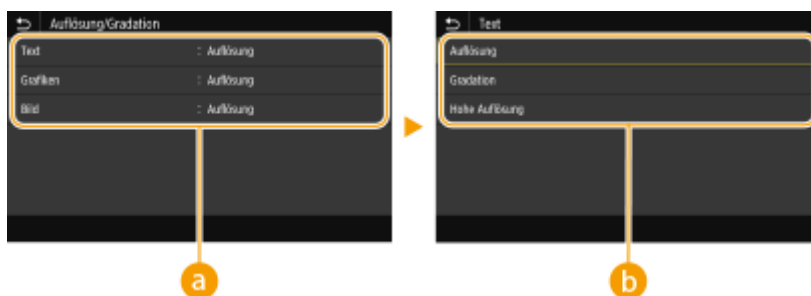 Auflösung/Gradation
Text : Auflösung
Grafiken : Auflösung
Bild : Auflösung
a
Text
Auflösung
Gradation
Hohe Auflösung
b